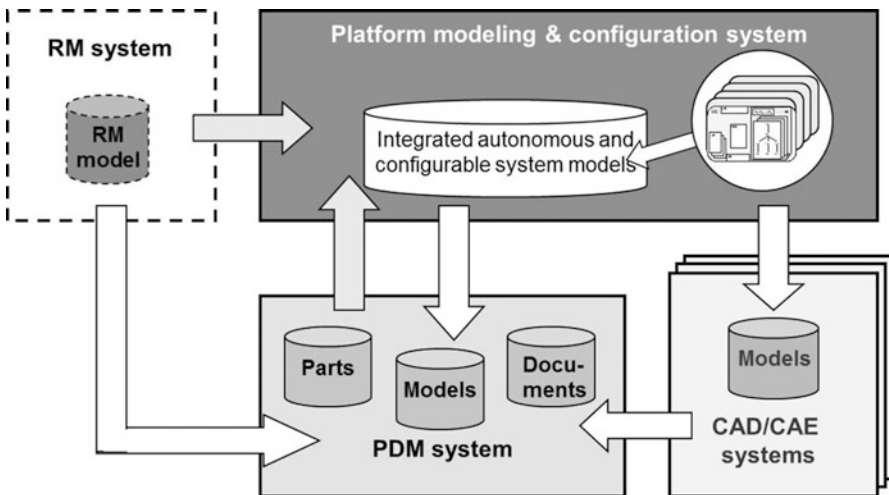 RM system
RM
model
Platform modeling & configuration system
Integrated autonomous and
configurable system models
Parts
Models
Docu-
ments
PDM system
Models
CAD/CAE
systems